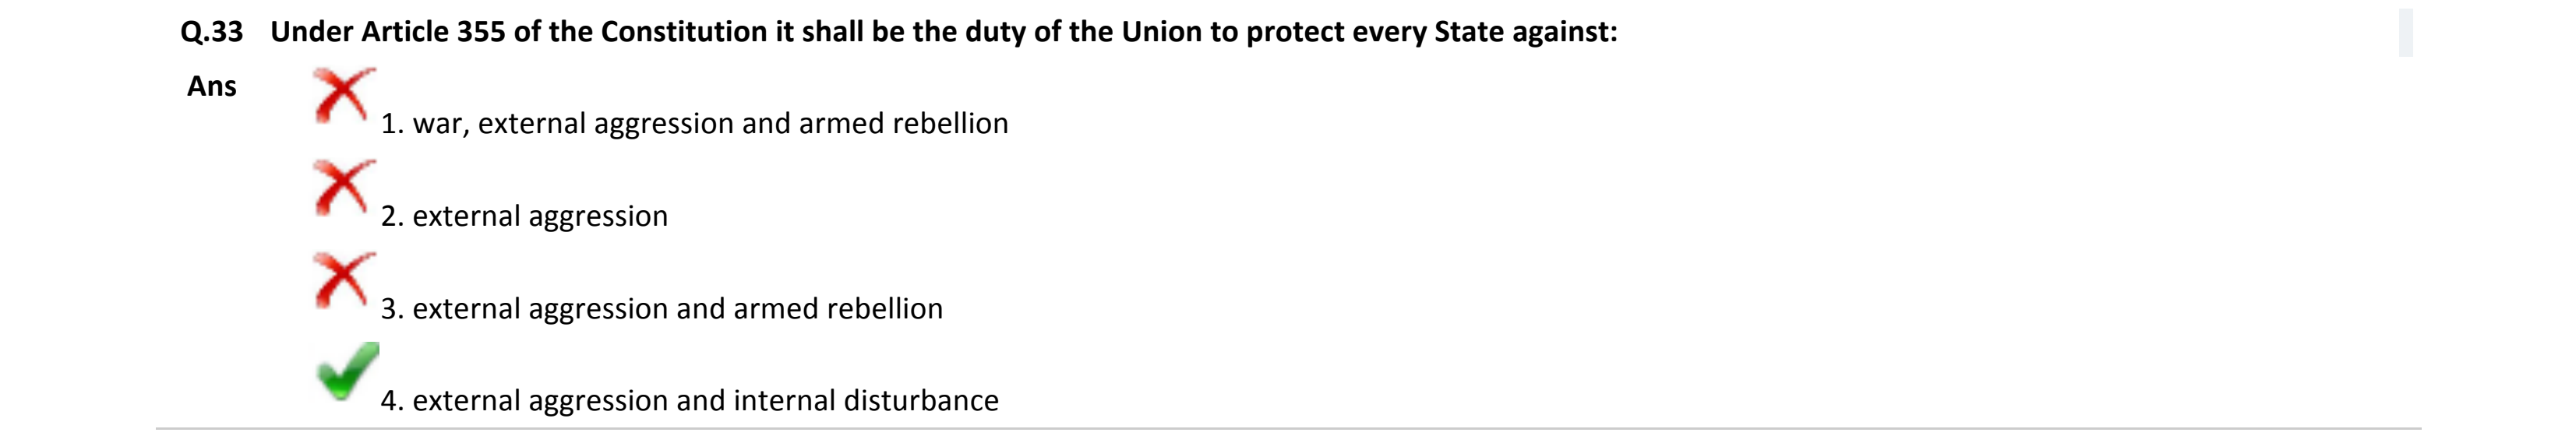 Q.33 Under Article 355 of the Constitution it shall be the duty of the Union to protect every State against:
Ans
1. war, external aggression and armed rebellion
2. external aggression
3. external aggression and armed rebellion
4. external aggression and internal disturbance